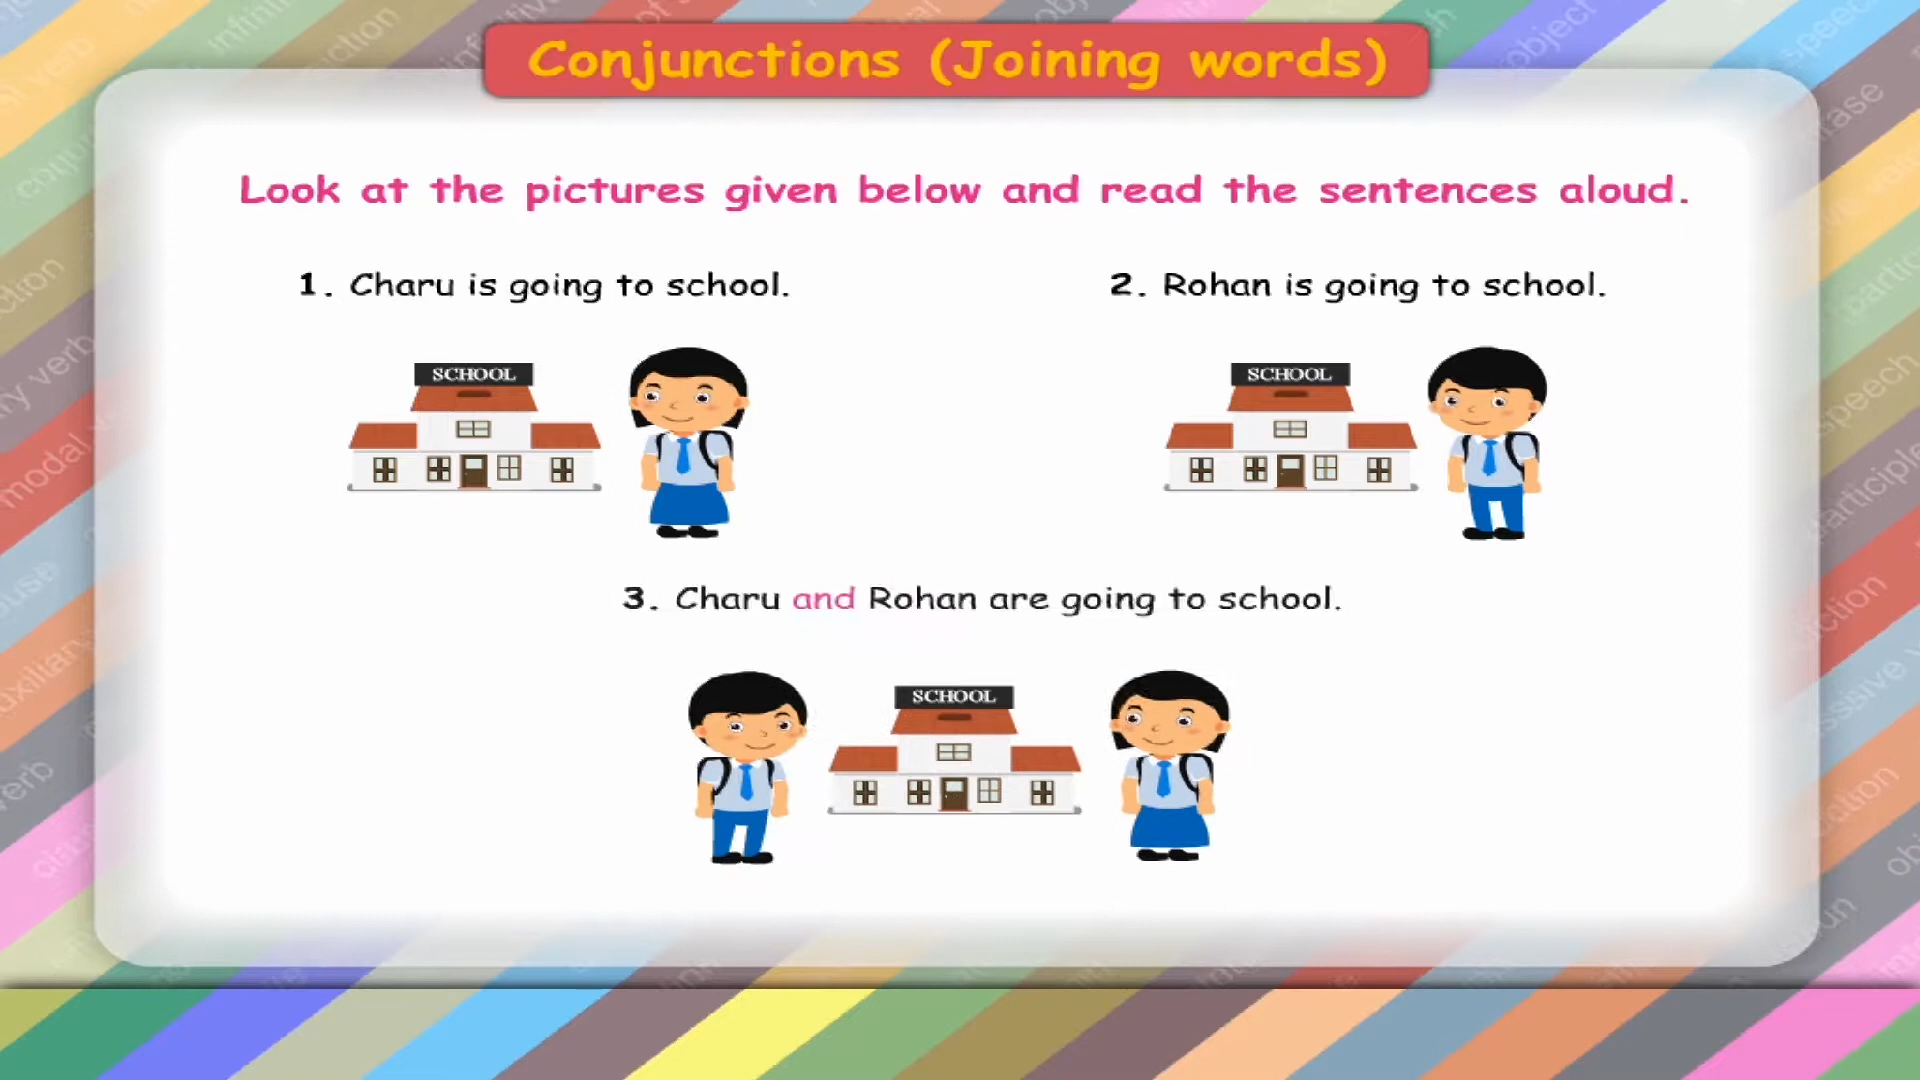 Conjunctions (Joining words)
Look at the pictures given below and read the sentences aloud.
1. Charu is going to school.
2. Rohan is going to school.
SCHOOL
SCHOOL
3. Charu and Rohan are going to school.
SCHOOL